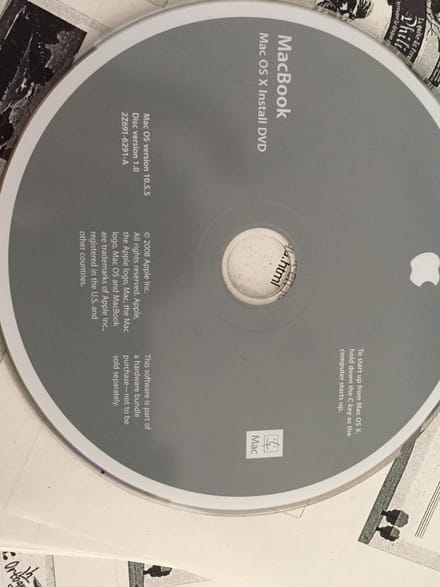 MacBook
Mac OS X Install DVD
Mac OS version 10.5.5
Disc version 1.0
2Z691-6291-A
© 2008 Apple Inc.
All rights reserved. Apple,
the Apple logo, Mac, the Mac
logo, Mac OS and MacBook
are trademarks of Apple Inc.,
registered in the U.S. and
other countries.
This software is part of
a hardware bundle
purchase—not to be
sold separately.
To start up from Mac OS X,
hold down the C key as the
computer starts up.
Mac
.html